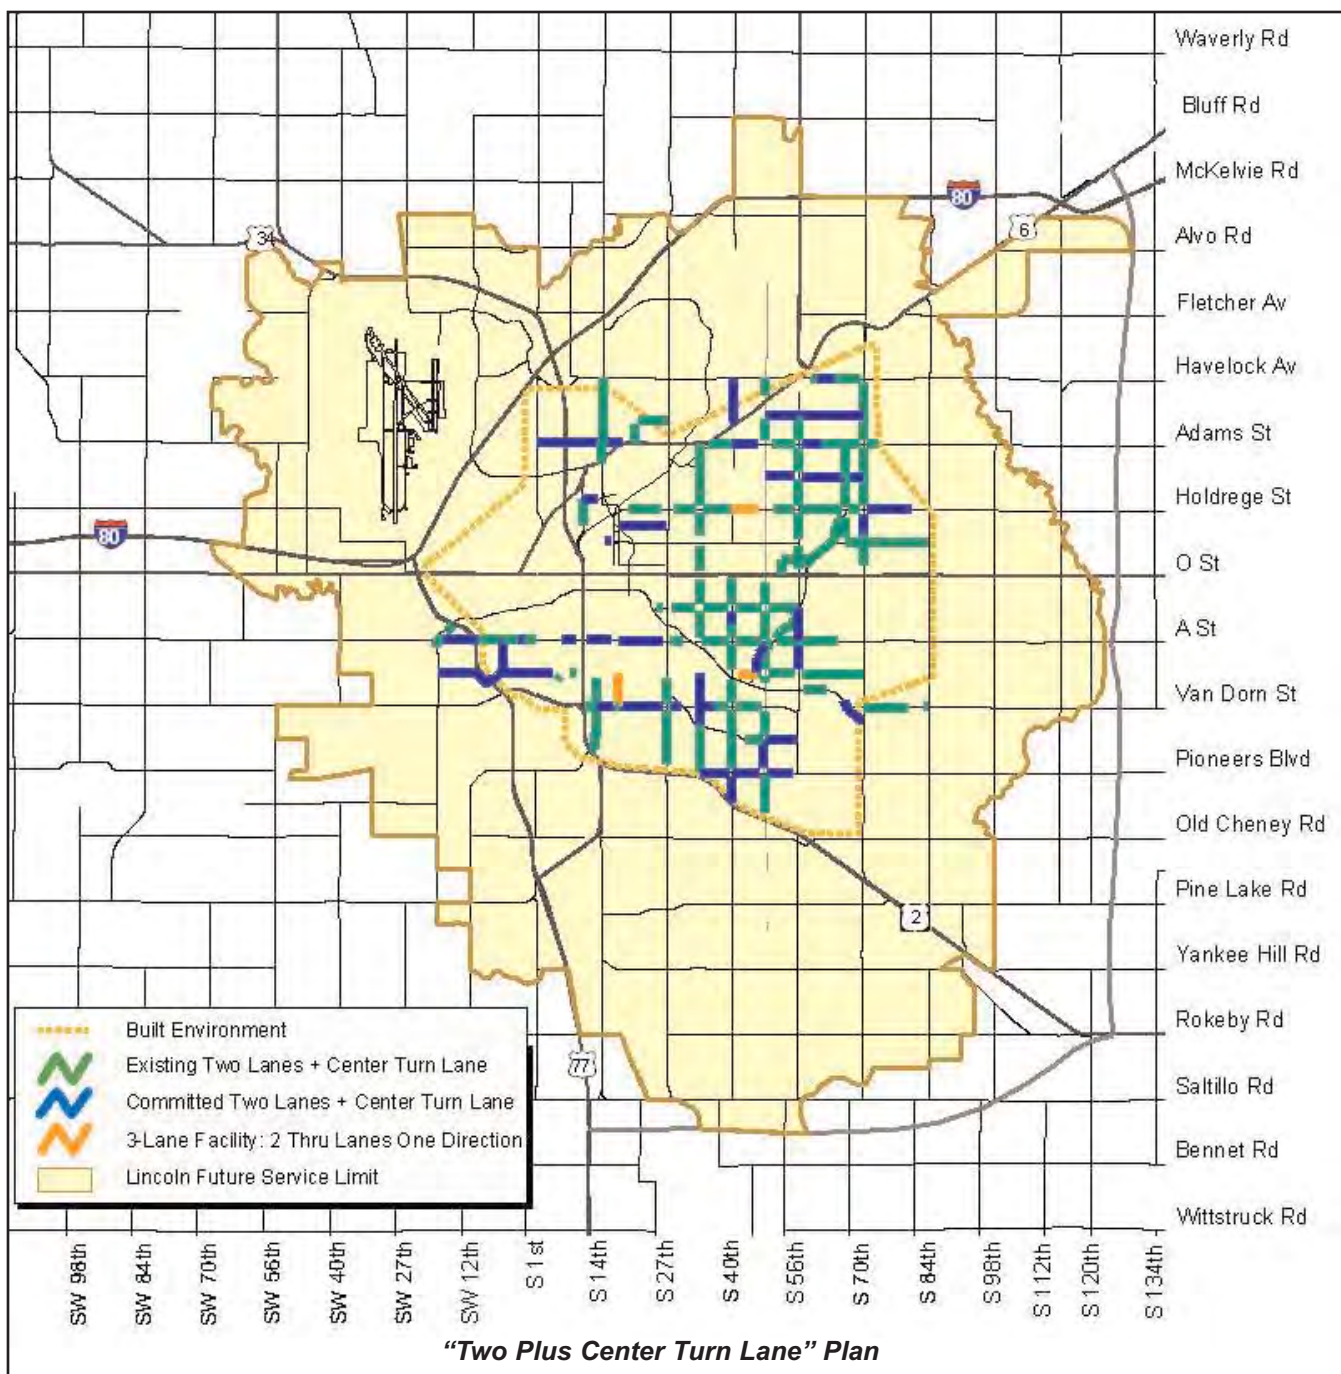 Waverly Rd
Bluff Rd
McKelvie Rd
80
6
34
Alvo Rd
Fletcher Av
Havelock Av
Adams St
Holdrege St
80
O St
A St
Van Dorn St
Pioneers Blvd
Old Cheney Rd
Pine Lake Rd
2
Yankee Hill Rd
Rokeby Rd
77
Saltillo Rd
Bennet Rd
Wittstruck Rd
Built Environment
Existing Two Lanes + Center Turn Lane
Committed Two Lanes + Center Turn Lane
3-Lane Facility: 2 Thru Lanes One Direction
Lincoln Future Service Limit
SW 98th
SW 84th
SW 70th
SW 56th
SW 40th
SW 27th
SW 12th
S 1st
S 14th
S 27th
S 40th
S 56th
S 70th
S 84th
S 98th
S 112th
S 120th
S 134th
“Two Plus Center Turn Lane” Plan